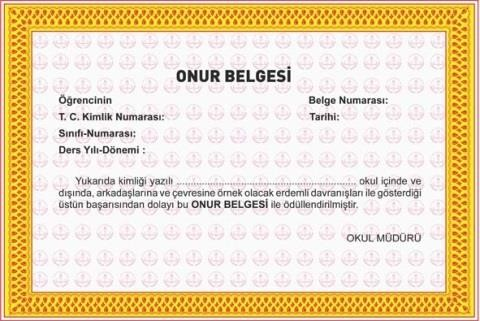 ONUR BELGESİ
Öğrencinin Belge Numarası:
T. C. Kimlik Numarası: Tarihi:
Sınıfı-Numarası:
Ders Yılı-Dönemi :
Yukarıda kimliği yazılı ............................................................ okul içinde ve
dışında, arkadaşlarına ve çevresine örnek olacak erdemli davranışları ile gösterdiği
üstün başarısından dolayı bu ONUR BELGESİ ile ödüllendirilmiştir.
OKUL MÜDÜRÜ